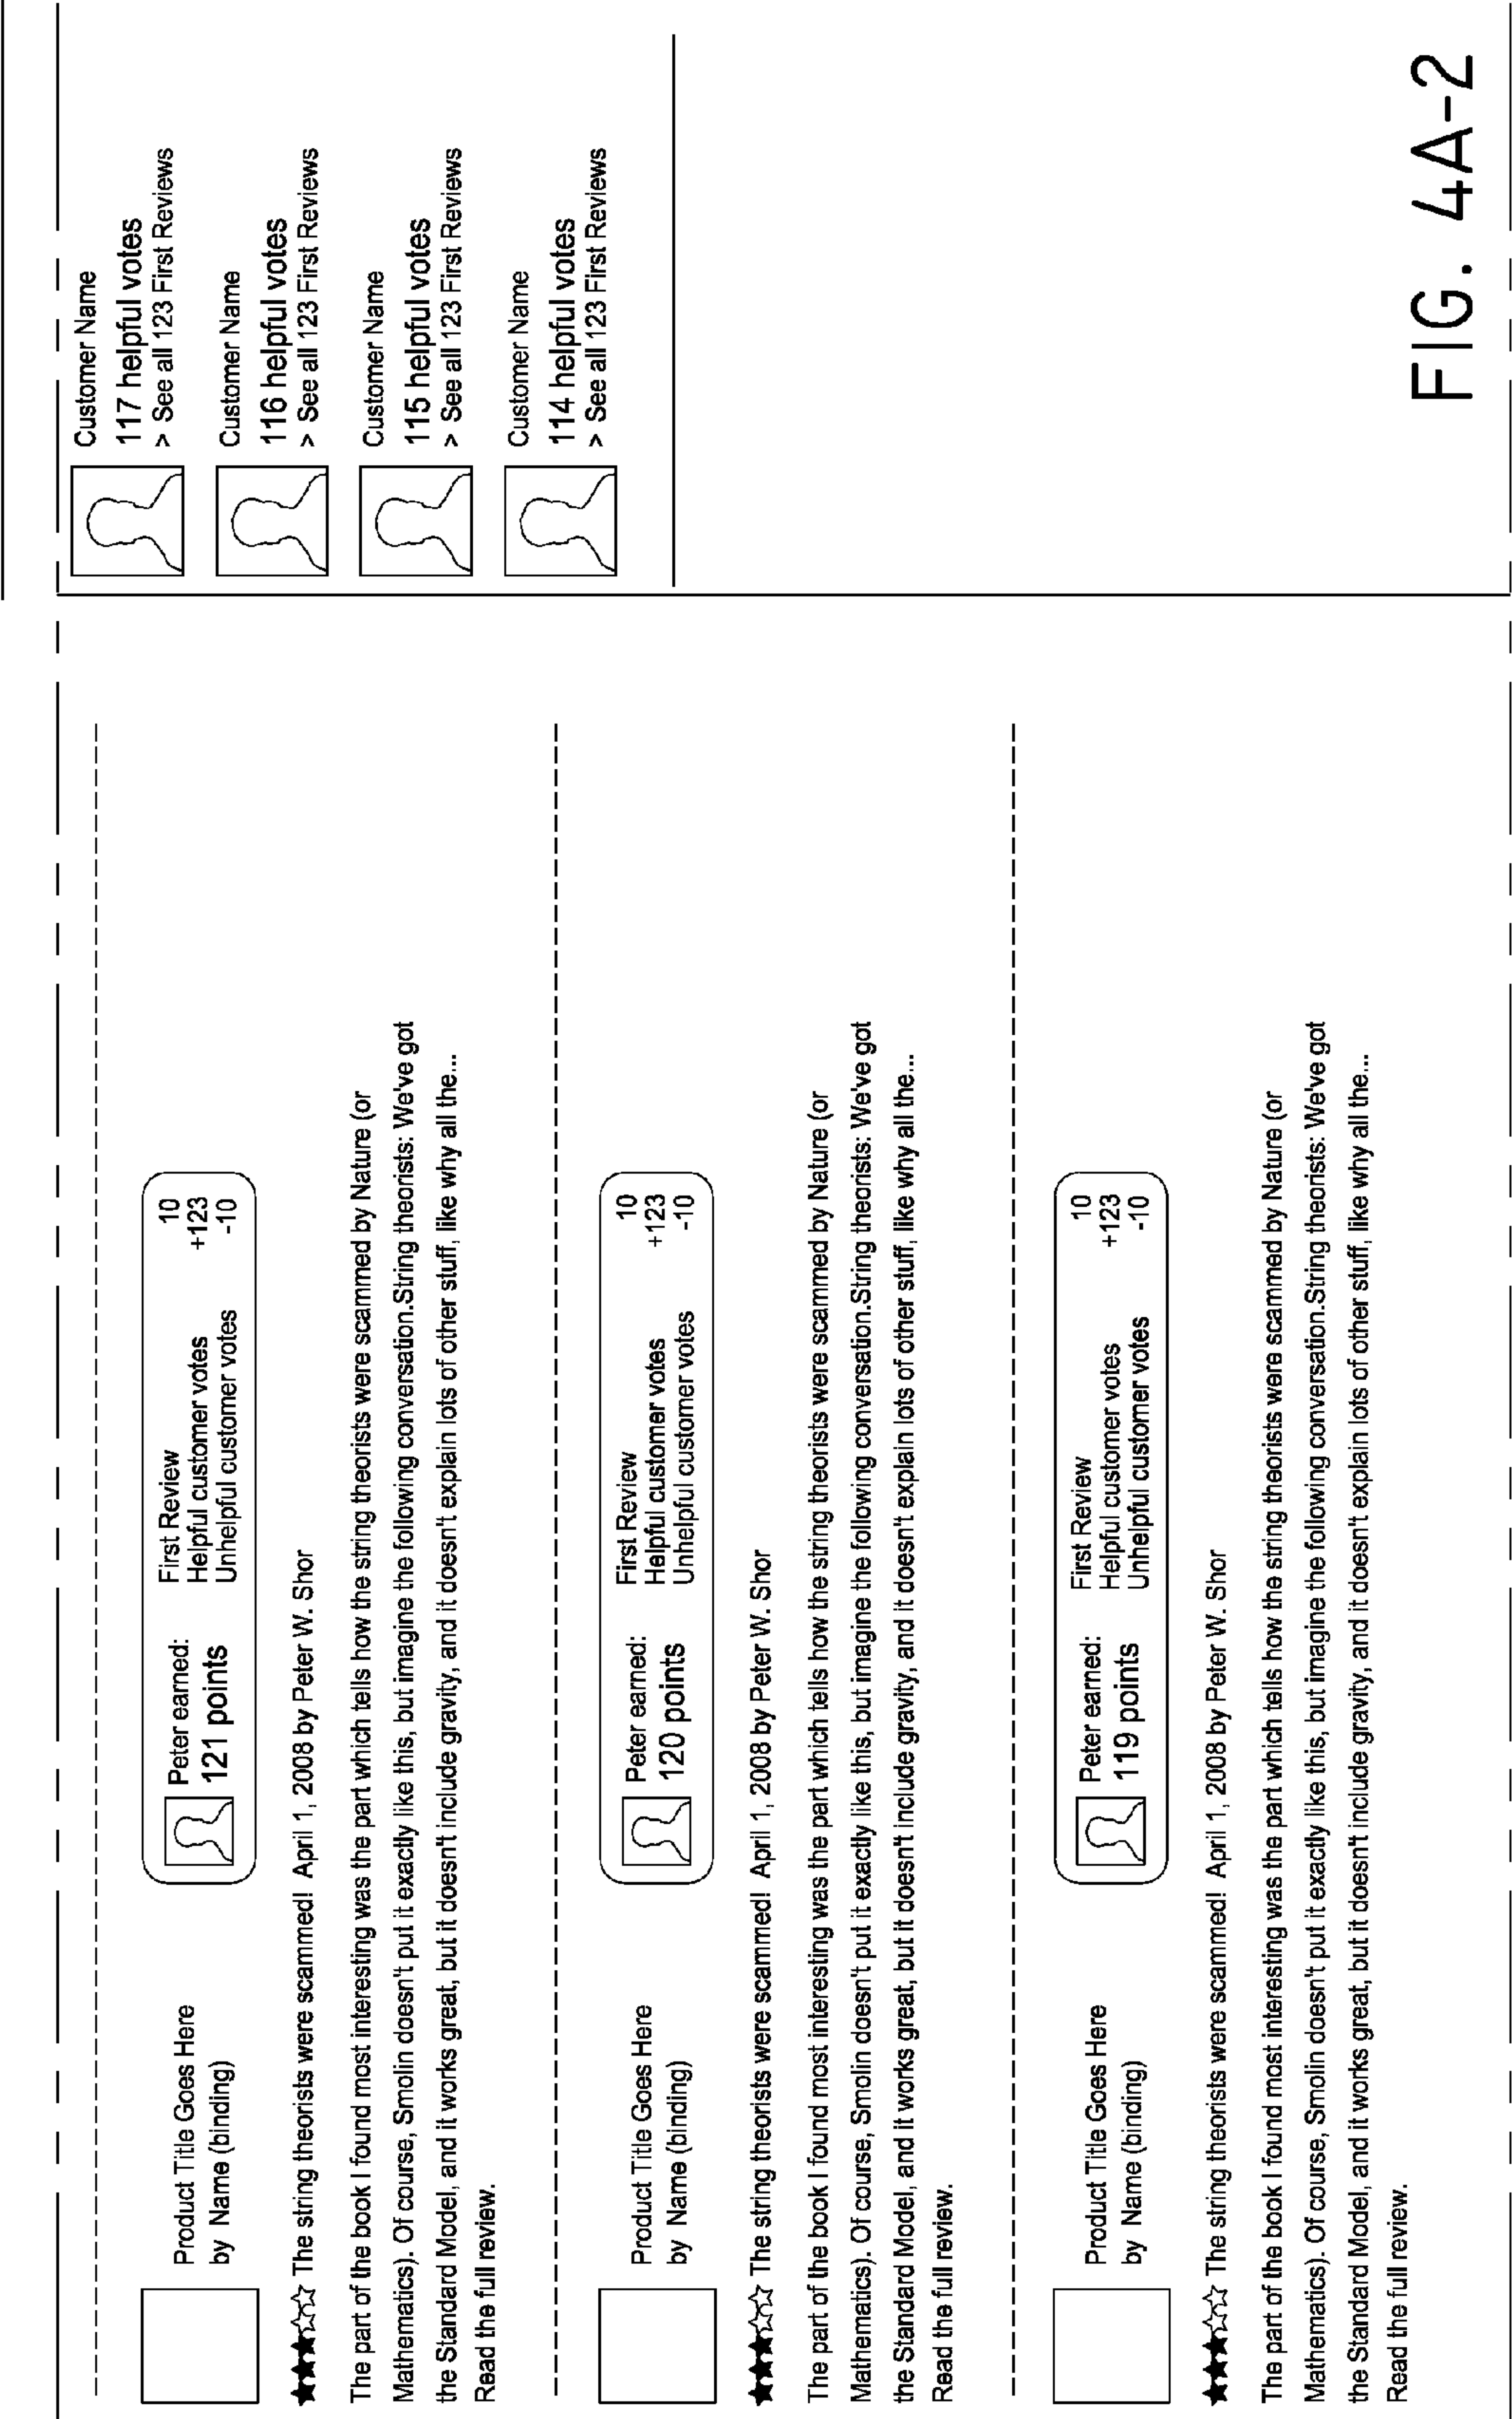 Product Title Goes Here
by Name (binding)
Peter earned:
121 points
First Review 10
Helpful customer votes +123
Unhelpful customer votes -10
★★★☆☆ The string theorists were scammed! April 1, 2008 by Peter W. Shor
The part of the book I found most interesting was the part which tells how the string theorists were scammed by Nature (or
Mathematics). Of course, Smolin doesn't put it exactly like this, but imagine the following conversation.String theorists: We've got
the Standard Model, and it works great, but it doesn't include gravity, and it doesn't explain lots of other stuff, like why all the...
Read the full review.
Product Title Goes Here
by Name (binding)
Peter earned:
120 points
First Review 10
Helpful customer votes +123
Unhelpful customer votes -10
★★★☆☆ The string theorists were scammed! April 1, 2008 by Peter W. Shor
The part of the book I found most interesting was the part which tells how the string theorists were scammed by Nature (or
Mathematics). Of course, Smolin doesn't put it exactly like this, but imagine the following conversation.String theorists: We've got
the Standard Model, and it works great, but it doesn't include gravity, and it doesn't explain lots of other stuff, like why all the...
Read the full review.
Product Title Goes Here
by Name (binding)
Peter earned:
119 points
First Review 10
Helpful customer votes +123
Unhelpful customer votes -10
★★★☆☆ The string theorists were scammed! April 1, 2008 by Peter W. Shor
The part of the book I found most interesting was the part which tells how the string theorists were scammed by Nature (or
Mathematics). Of course, Smolin doesn't put it exactly like this, but imagine the following conversation.String theorists: We've got
the Standard Model, and it works great, but it doesn't include gravity, and it doesn't explain lots of other stuff, like why all the...
Read the full review.
Customer Name
117 helpful votes
> See all 123 First Reviews
Customer Name
116 helpful votes
> See all 123 First Reviews
Customer Name
115 helpful votes
> See all 123 First Reviews
Customer Name
114 helpful votes
> See all 123 First Reviews
FIG. 4A-2